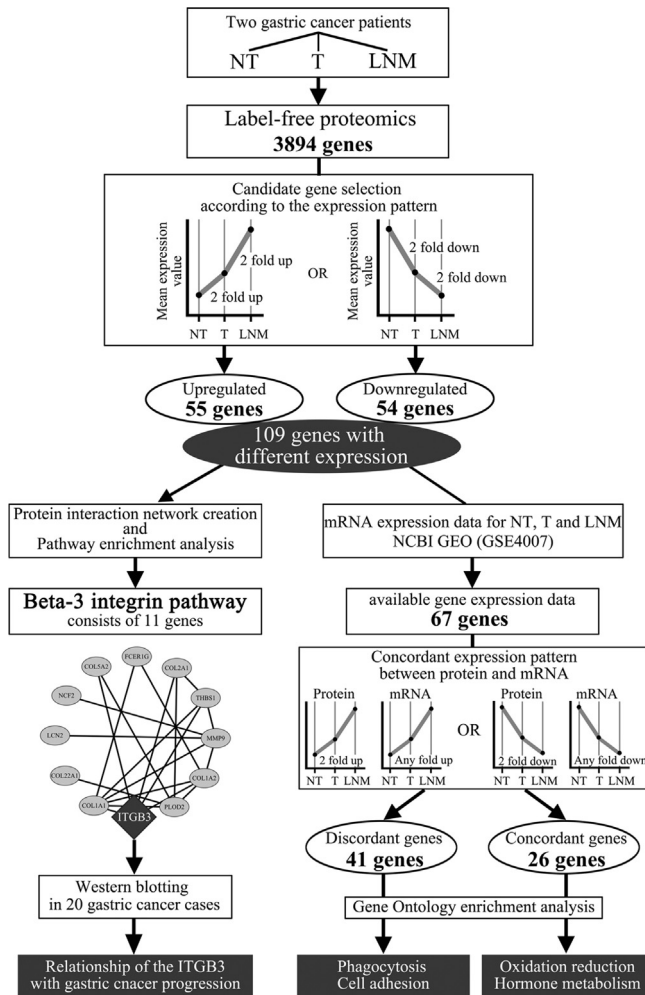 Two gastric cancer patients
NT T LNM
Label-free proteomics
3894 genes
Candidate gene selection
according to the expression pattern
Mean expression
value
2 fold up
2 fold up
NT T LNM
OR
Mean expression
value
2 fold down
2 fold down
NT T LNM
Upregulated
55 genes
Downregulated
54 genes
109 genes with
different expression
Protein interaction network creation
and
Pathway enrichment analysis
Beta-3 integrin pathway
consists of 11 genes
FCER1G
COL5A2
COL2A1
NCF2
THBS1
LCN2
MMP9
COL22A1
COL1A2
COL1A1
PLOD2
ITGB3
Western blotting
in 20 gastric cancer cases
Relationship of the ITGB3
with gastric cnacer progression
mRNA expression data for NT, T and LNM
NCBI GEO (GSE4007)
available gene expression data
67 genes
Concordant expression pattern
between protein and mRNA
Protein
2 fold up
NT T LNM
mRNA
Any fold up
NT T LNM
OR
Protein
2 fold down
NT T LNM
mRNA
Any fold down
NT T LNM
Discordant genes
41 genes
Concordant genes
26 genes
Gene Ontology enrichment analysis
Phagocytosis
Cell adhesion
Oxidation reduction
Hormone metabolism